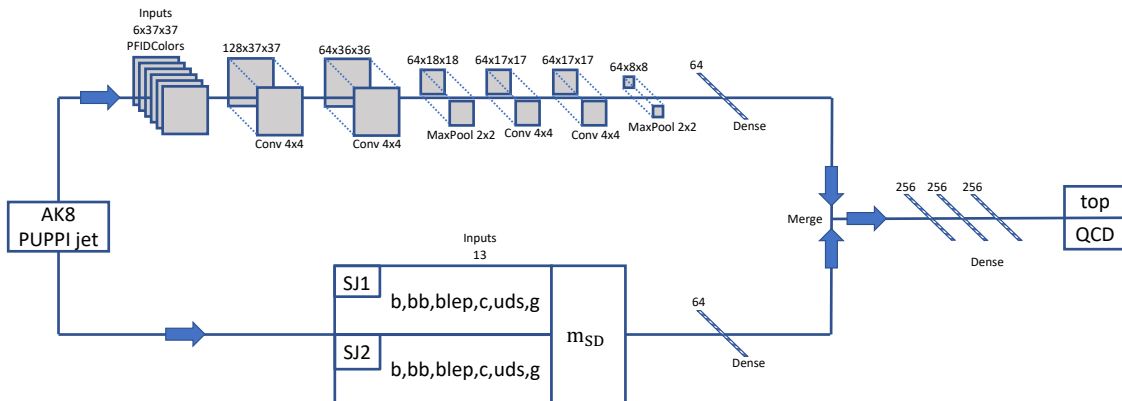 Inputs
6x37x37
PFIDColors
128x37x37
64x36x36
64x18x18
64x17x17
64x17x17
64x8x8
64
Conv 4x4
Conv 4x4
MaxPool 2x2
Conv 4x4
Conv 4x4
MaxPool 2x2
Dense
AK8
PUPPI jet
Merge
256
256
256
Dense
top
QCD
Inputs
13
SJ1
b,bb,blep,c,uds,g
SJ2
b,bb,blep,c,uds,g
mSD
64
Dense